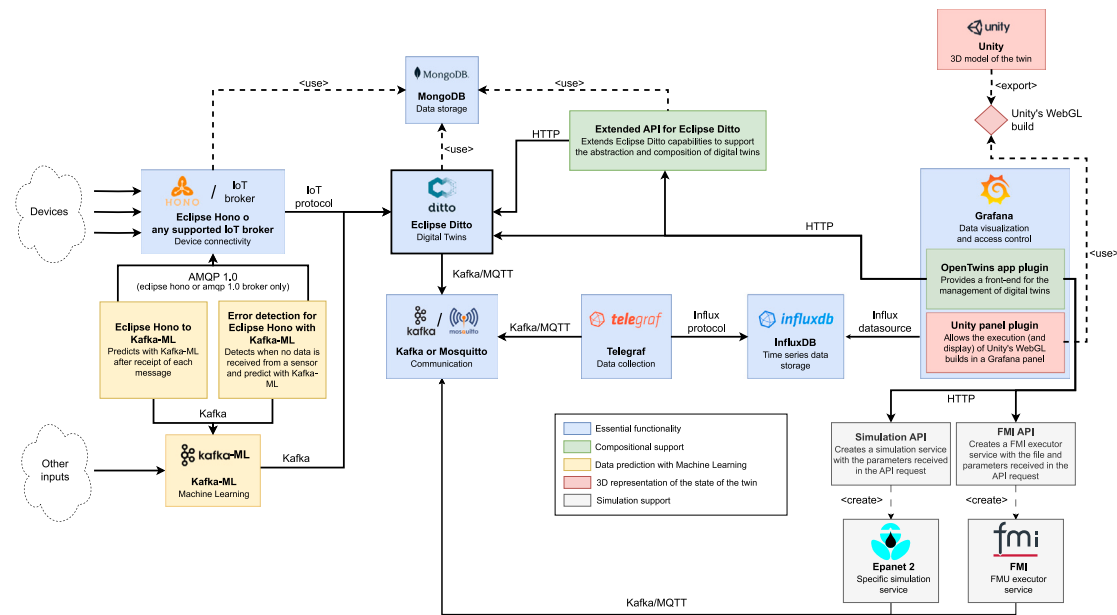 unity
Unity
3D model of the twin
<export>
Unity's WebGL
build
MongoDB.
MongoDB
Data storage
<use>
<use>
<use>
HTTP
Extended API for Eclipse Ditto
Extends Eclipse Ditto capabilities to support
the abstraction and composition of digital twins
Devices
HONO
/
IoT
broker
Eclipse Hono o
any supported IoT broker
Device connectivity
IoT
protocol
ditto
Eclipse Ditto
Digital Twins
HTTP
Grafana
Data visualization
and access control
<use>
OpenTwins app plugin
Provides a front-end for the
management of digital twins
Unity panel plugin
Allows the execution (and
display) of Unity's WebGL
builds in a Grafana panel
AMQP 1.0
(eclipse hono or amqp 1.0 broker only)
Kafka/MQTT
Eclipse Hono to
Kafka-ML
Predicts with Kafka-ML
after receipt of each
message
Error detection for
Eclipse Hono with
Kafka-ML
Detects when no data is
received from a sensor
and predict with Kafka-
ML
kafka
/
mosquitto
Kafka or Mosquitto
Communication
Kafka/MQTT
telegraf
Telegraf
Data collection
Influx
protocol
influxdb
InfluxDB
Time series data
storage
Influx
datasource
HTTP
Kafka
Other
inputs
kafka-ML
Kafka-ML
Machine Learning
Kafka
Essential functionality
Compositional support
Data prediction with Machine Learning
3D representation of the state of the twin
Simulation support
Simulation API
Creates a simulation service
with the parameters received
in the API request
FMI API
Creates a FMI executor
service with the file and
parameters received in the
API request
<create>
<create>
Epanet 2
Specific simulation
service
fmi
FMI
FMU executor
service
Kafka/MQTT